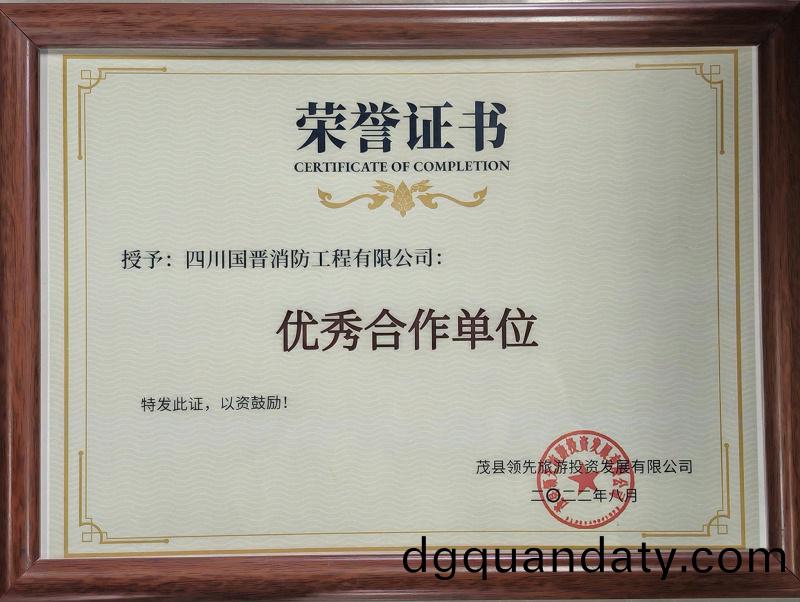 荣誉证书
CERTIFICATE OF COMPLETION
授予：四川国晋消防工程有限公司：
优秀合作单位
特发此证，以资鼓励！
茂县领先旅游投资发展有限公司
二〇二二年八月
dgquandaty.com